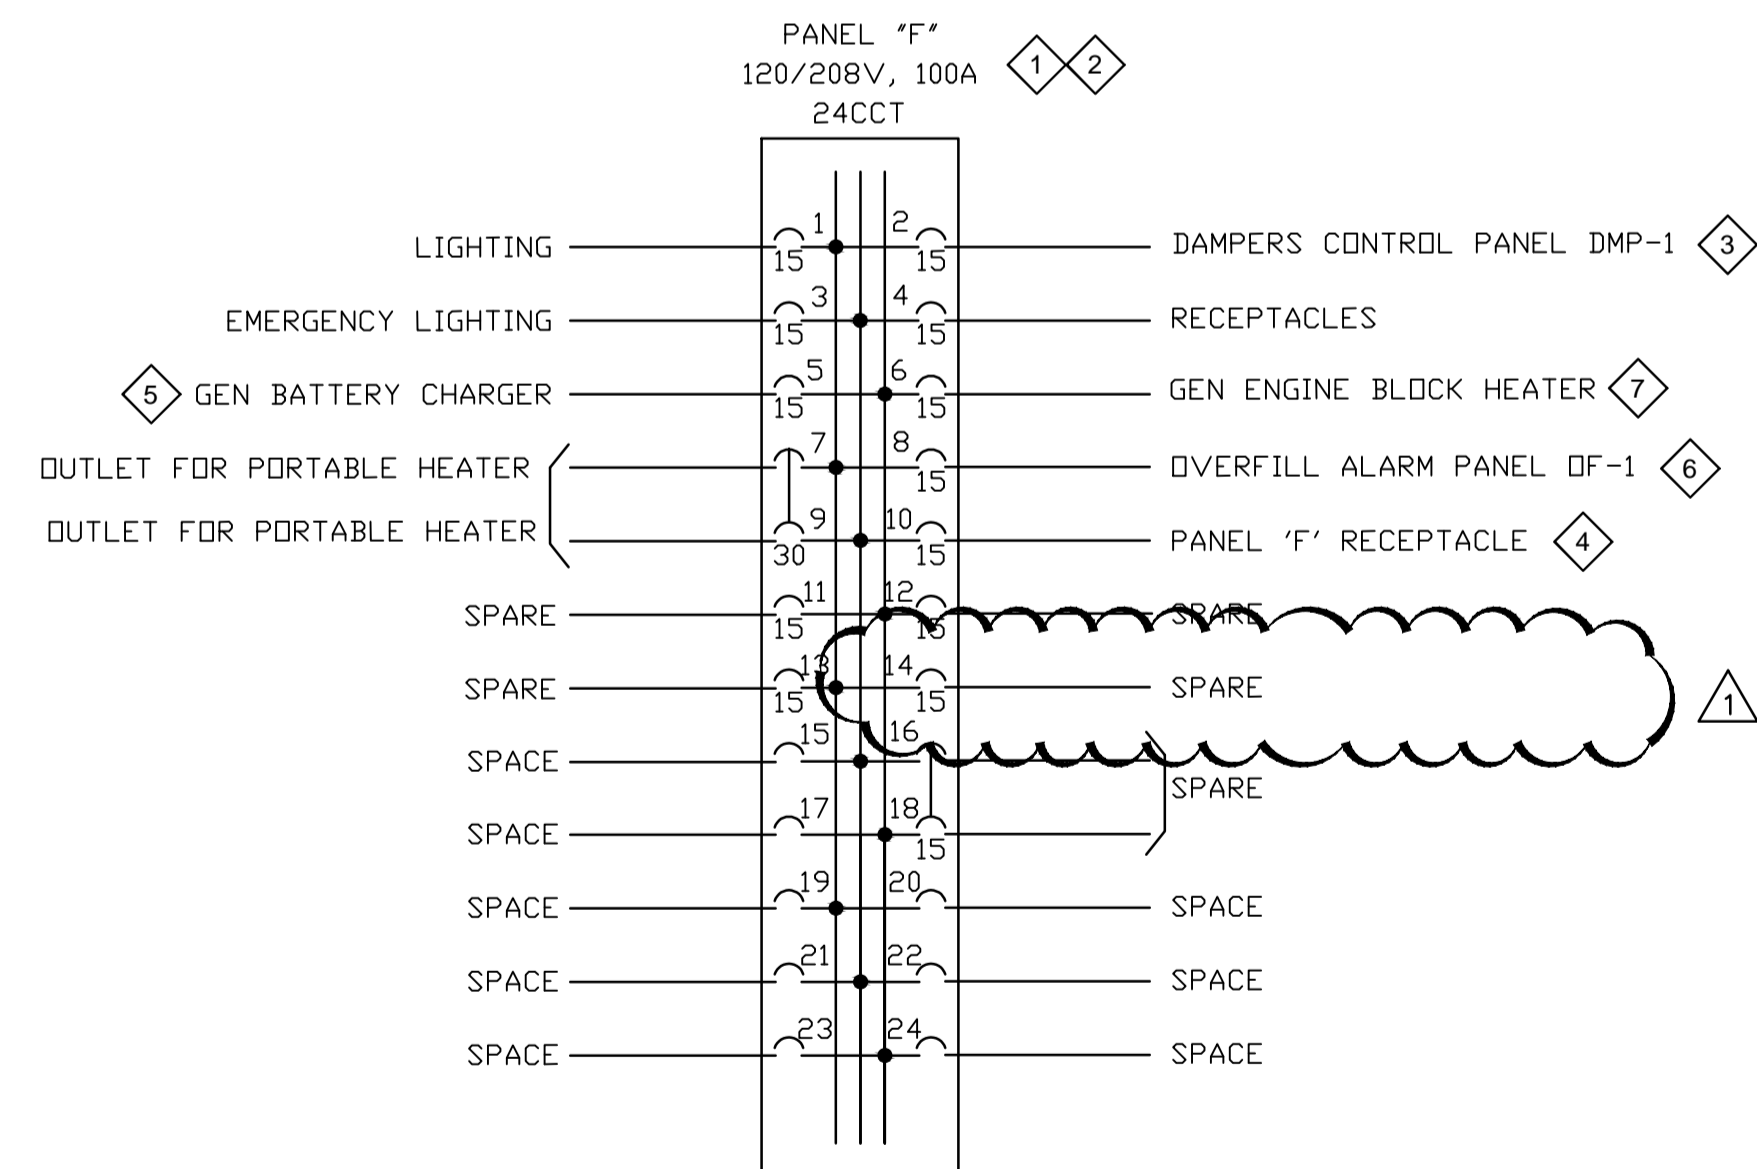 PANEL "F"
120/208V, 100A 1 2
24CCT
LIGHTING 15 1 2 15 DAMPERS CONTROL PANEL DMP-1 3
EMERGENCY LIGHTING 15 3 4 15 RECEPTACLES
5 GEN BATTERY CHARGER 15 5 6 15 GEN ENGINE BLOCK HEATER 7
OUTLET FOR PORTABLE HEATER 7 8 15 OVERFILL ALARM PANEL OF-1 6
OUTLET FOR PORTABLE HEATER 30 9 10 15 PANEL 'F' RECEPTACLE 4
SPARE 15 11 12 15 SPARE
SPARE 15 13 14 15 SPARE 1
SPACE 15 16
SPARE
SPACE 17 18 15
SPACE 19 20 SPACE
SPACE 21 22 SPACE
SPACE 23 24 SPACE